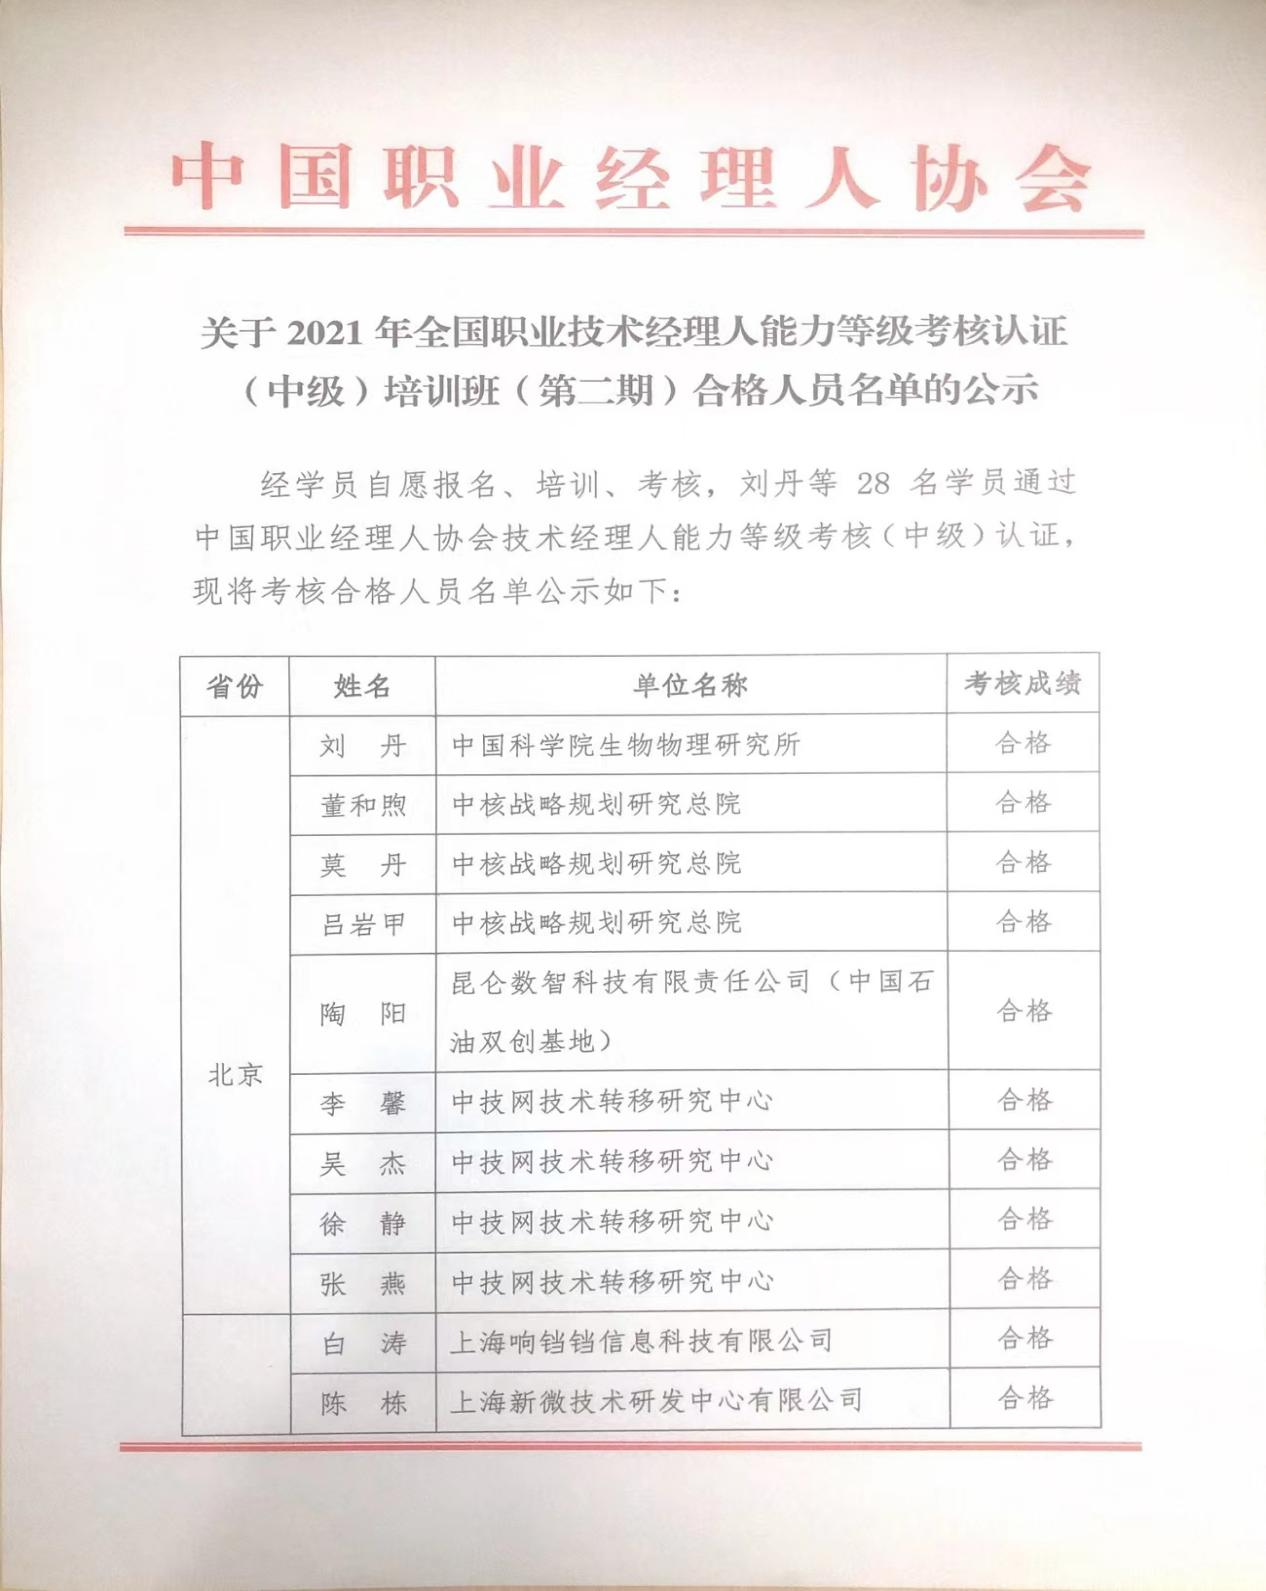 中国职业经理人协会
关于 2021 年全国职业技术经理人能力等级考核认证
（中级）培训班（第二期）合格人员名单的公示
经学员自愿报名、培训、考核，刘丹等 28 名学员通过
中国职业经理人协会技术经理人能力等级考核（中级）认证，
现将考核合格人员名单公示如下：
省份 姓名 单位名称 考核成绩
刘 丹 中国科学院生物物理研究所 合格
董和煦 中核战略规划研究总院 合格
莫 丹 中核战略规划研究总院 合格
吕岩甲 中核战略规划研究总院 合格
昆仑数智科技有限责任公司（中国石
陶 阳 合格
油双创基地）
北京
李 馨 中技网技术转移研究中心 合格
吴 杰 中技网技术转移研究中心 合格
徐 静 中技网技术转移研究中心 合格
张 燕 中技网技术转移研究中心 合格
白 涛 上海响铛铛信息科技有限公司 合格
陈 栋 上海新微技术研发中心有限公司 合格